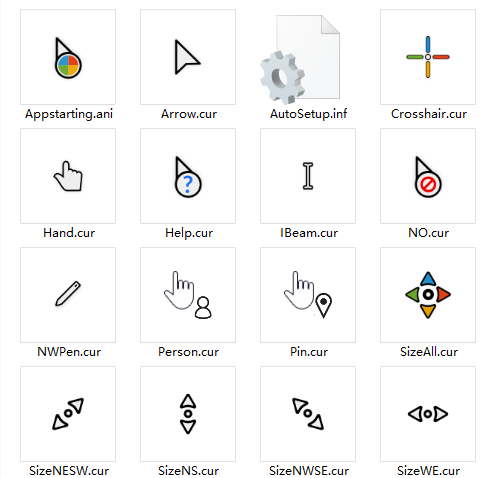 Appstarting.ani
Arrow.cur
AutoSetup.inf
Crosshair.cur
?
Hand.cur
Help.cur
IBeam.cur
NO.cur
NWPen.cur
Person.cur
Pin.cur
SizeAll.cur
SizeNESW.cur
SizeNS.cur
SizeNWSE.cur
SizeWE.cur